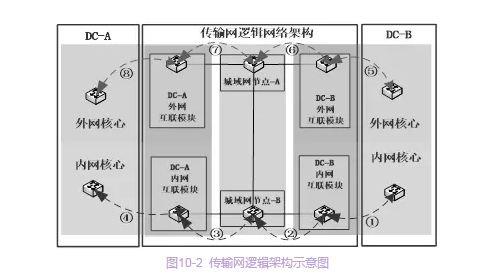 传输网逻辑网络架构
DC-A
DC-B
⑦
⑥
⑧
⑤
城域网节点-A
DC-A
外网
互联模块
DC-B
外网
互联模块
外网核心
外网核心
内网核心
内网核心
DC-A
内网
互联模块
DC-B
内网
互联模块
城域网节点-B
④
③
②
①
图10-2 传输网逻辑架构示意图